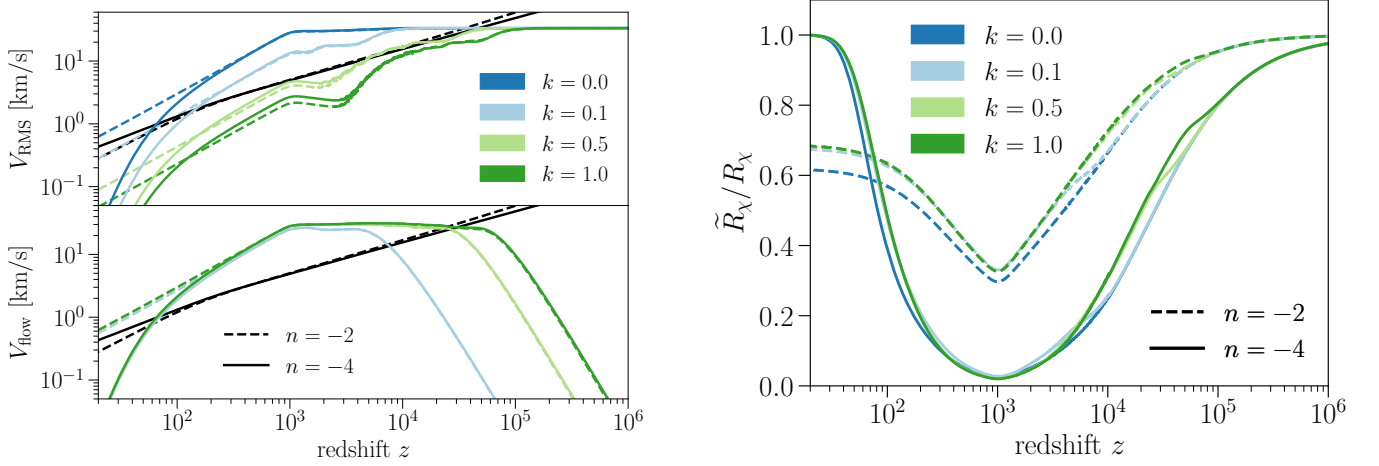 V_RMS [km/s]
10^1
10^0
10^-1
k = 0.0
k = 0.1
k = 0.5
k = 1.0
V_flow [km/s]
10^1
10^0
10^-1
n = −2
n = −4
10^2 10^3 10^4 10^5 10^6
redshift z
R̃_χ/R_χ
1.0
0.8
0.6
0.4
0.2
0.0
k = 0.0
k = 0.1
k = 0.5
k = 1.0
n = −2
n = −4
10^2 10^3 10^4 10^5 10^6
redshift z